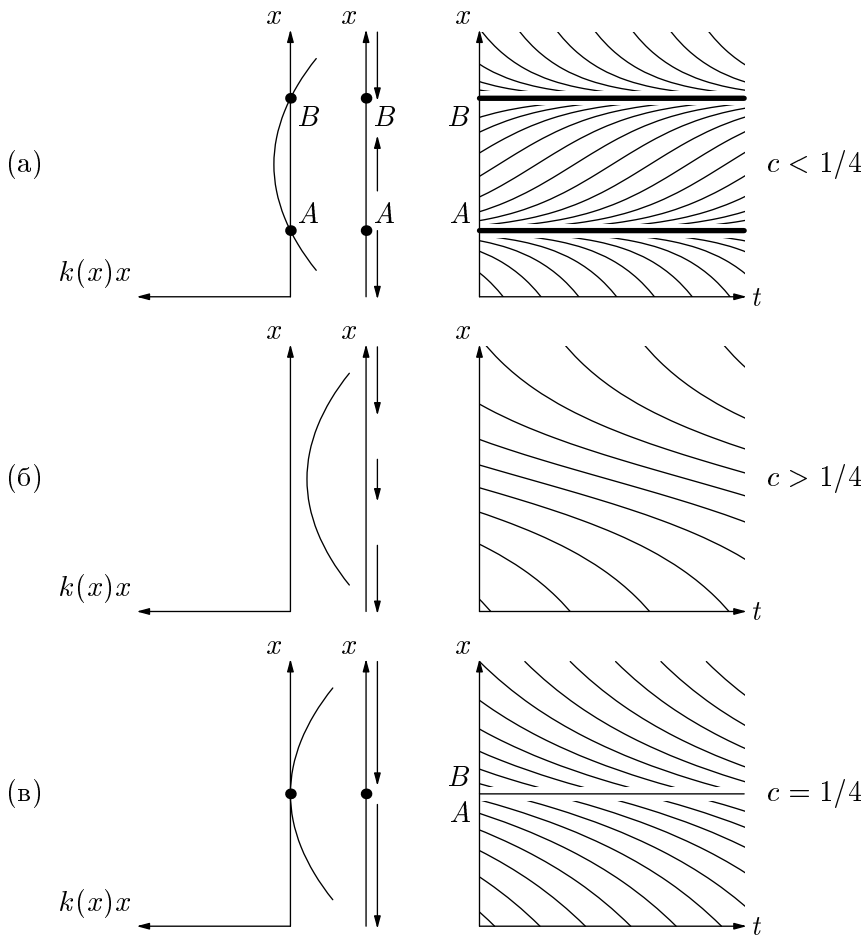 x x x
B B B
(а) c < 1/4
A A A
k(x)x
t
x x x
(б) c > 1/4
k(x)x
t
x x x
B
(в) c = 1/4
A
k(x)x
t